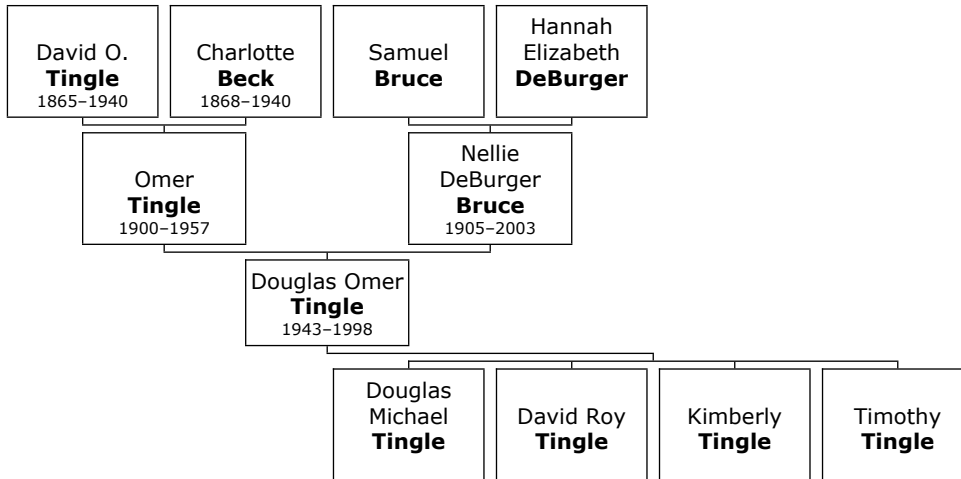 David O.
Tingle
1865–1940
Charlotte
Beck
1868–1940
Samuel
Bruce
Hannah
Elizabeth
DeBurger
Omer
Tingle
1900–1957
Nellie
DeBurger
Bruce
1905–2003
Douglas Omer
Tingle
1943–1998
Douglas
Michael
Tingle
David Roy
Tingle
Kimberly
Tingle
Timothy
Tingle